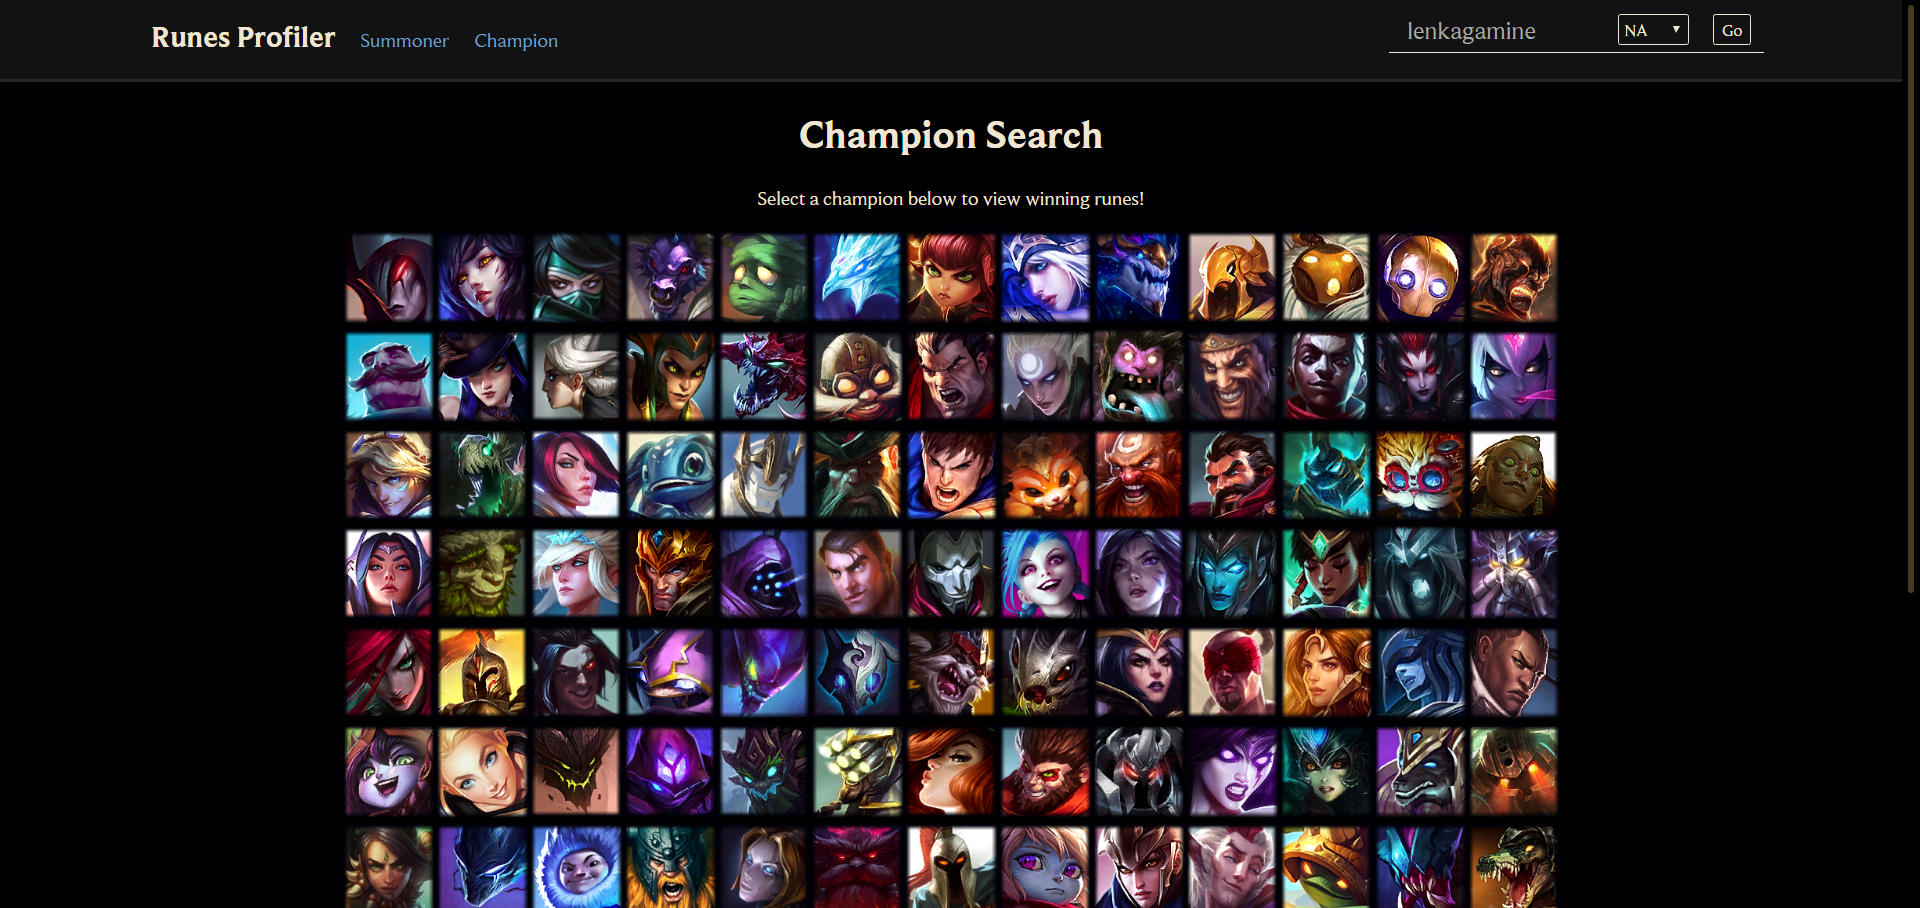 Runes Profiler Summoner Champion lenkagamine NA Go
Champion Search
Select a champion below to view winning runes!